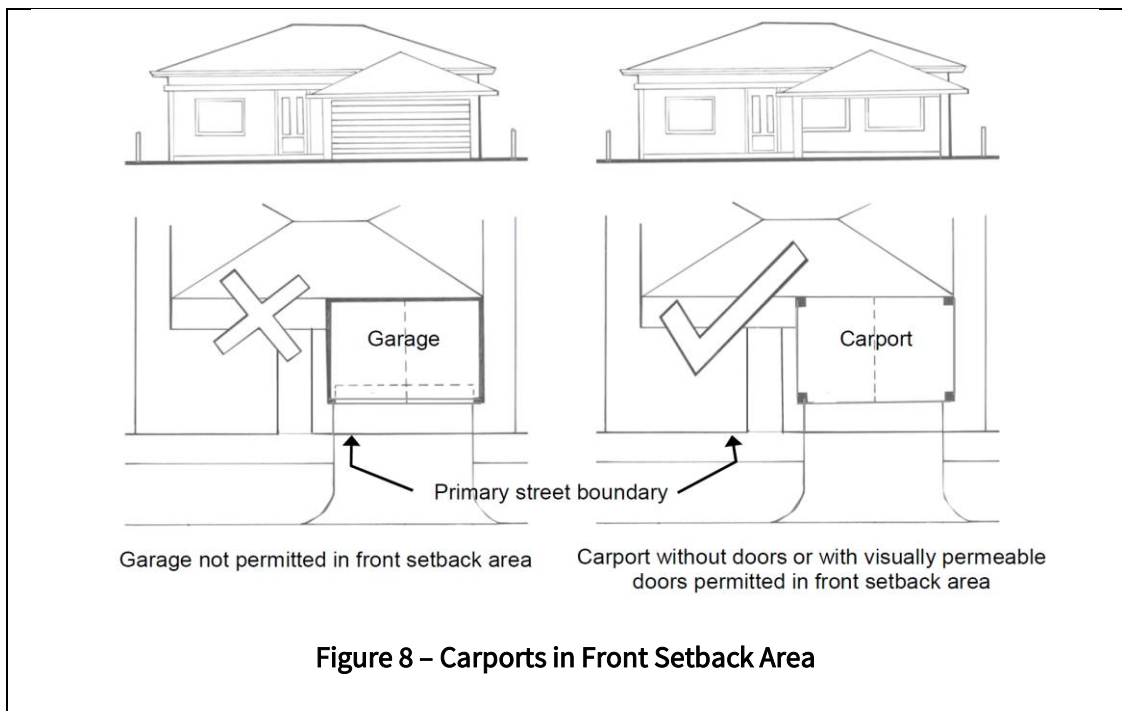 Garage
Carport
Primary street boundary
Garage not permitted in front setback area
Carport without doors or with visually permeable
doors permitted in front setback area
Figure 8 – Carports in Front Setback Area